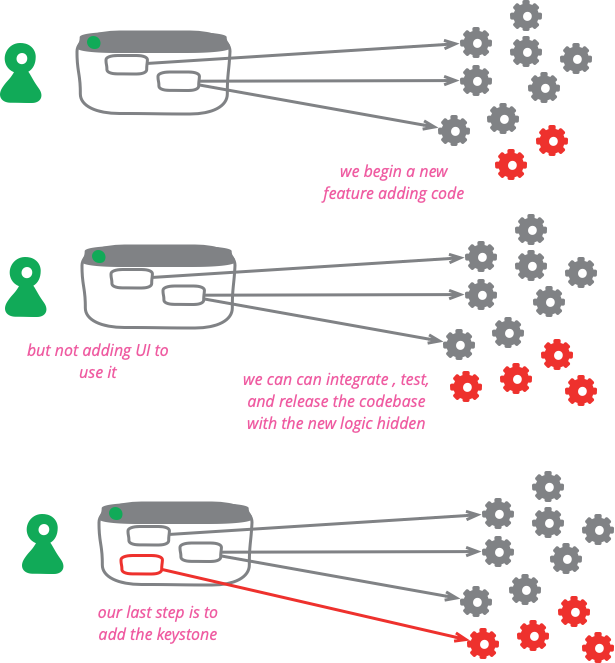 we begin a new
feature adding code
but not adding UI to
use it
we can can integrate , test,
and release the codebase
with the new logic hidden
our last step is to
add the keystone